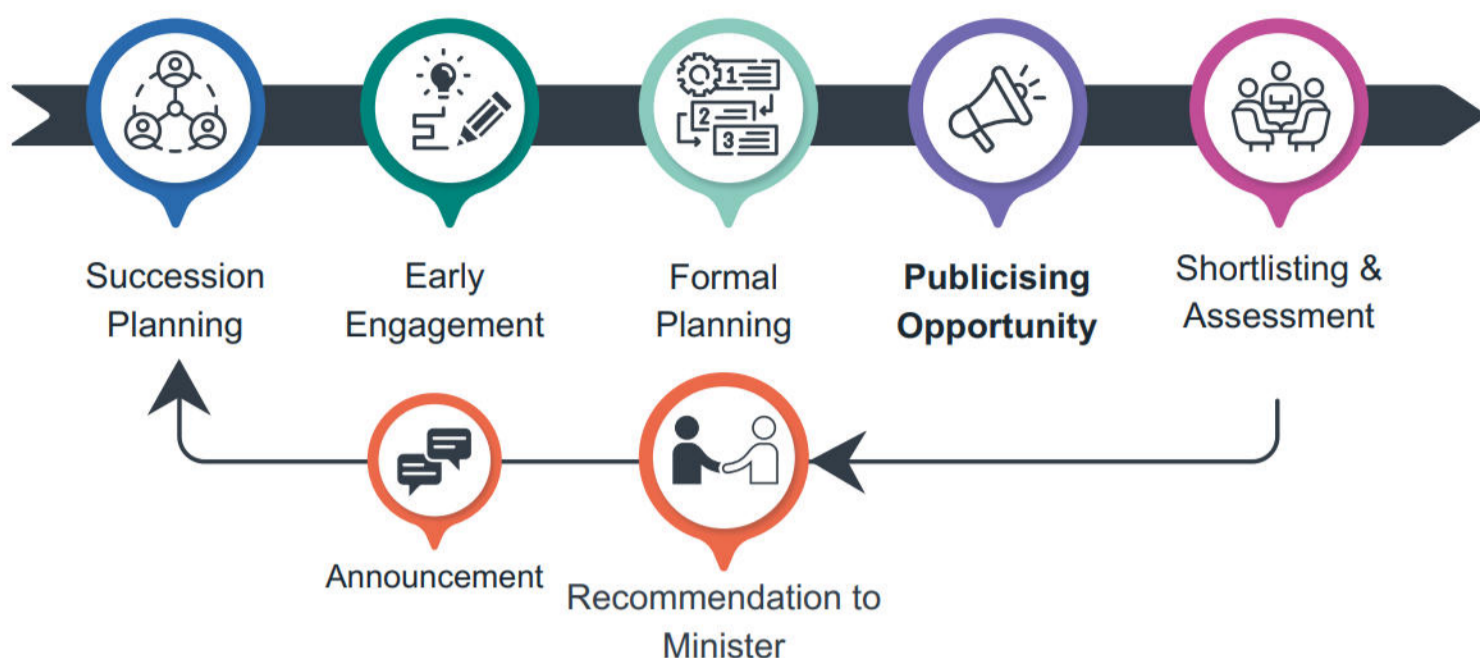 1
2
3
Succession
Planning
Early
Engagement
Formal
Planning
Publicising
Opportunity
Shortlisting &
Assessment
Announcement
Recommendation to
Minister